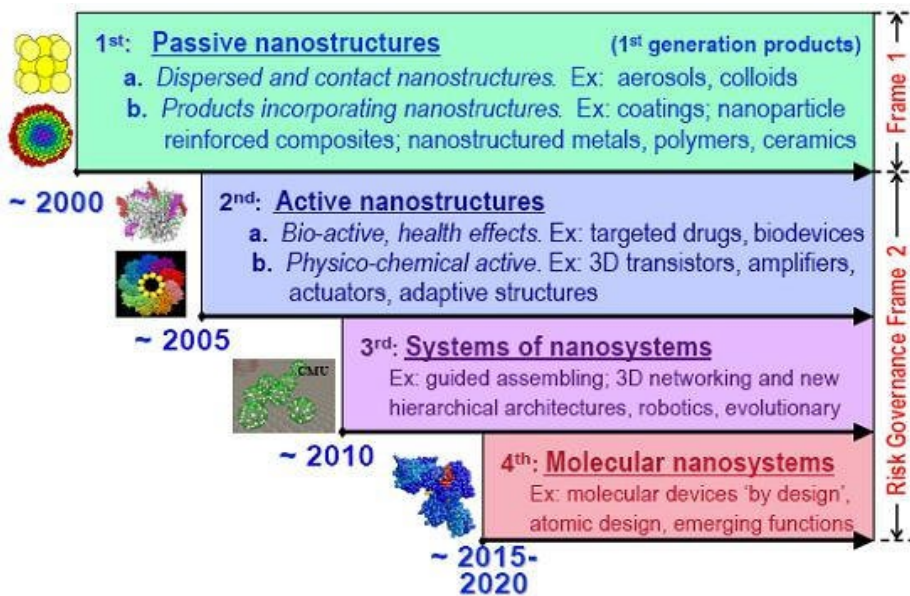 1st: Passive nanostructures (1st generation products)
a. Dispersed and contact nanostructures. Ex: aerosols, colloids
b. Products incorporating nanostructures. Ex: coatings; nanoparticle
reinforced composites; nanostructured metals, polymers, ceramics
Frame 1
~ 2000
2nd: Active nanostructures
a. Bio-active, health effects. Ex: targeted drugs, biodevices
b. Physico-chemical active. Ex: 3D transistors, amplifiers,
actuators, adaptive structures
Risk Governance Frame 2
~ 2005
CMU
3rd: Systems of nanosystems
Ex: guided assembling; 3D networking and new
hierarchical architectures, robotics, evolutionary
~ 2010
4th: Molecular nanosystems
Ex: molecular devices ‘by design’,
atomic design, emerging functions
~ 2015-
2020